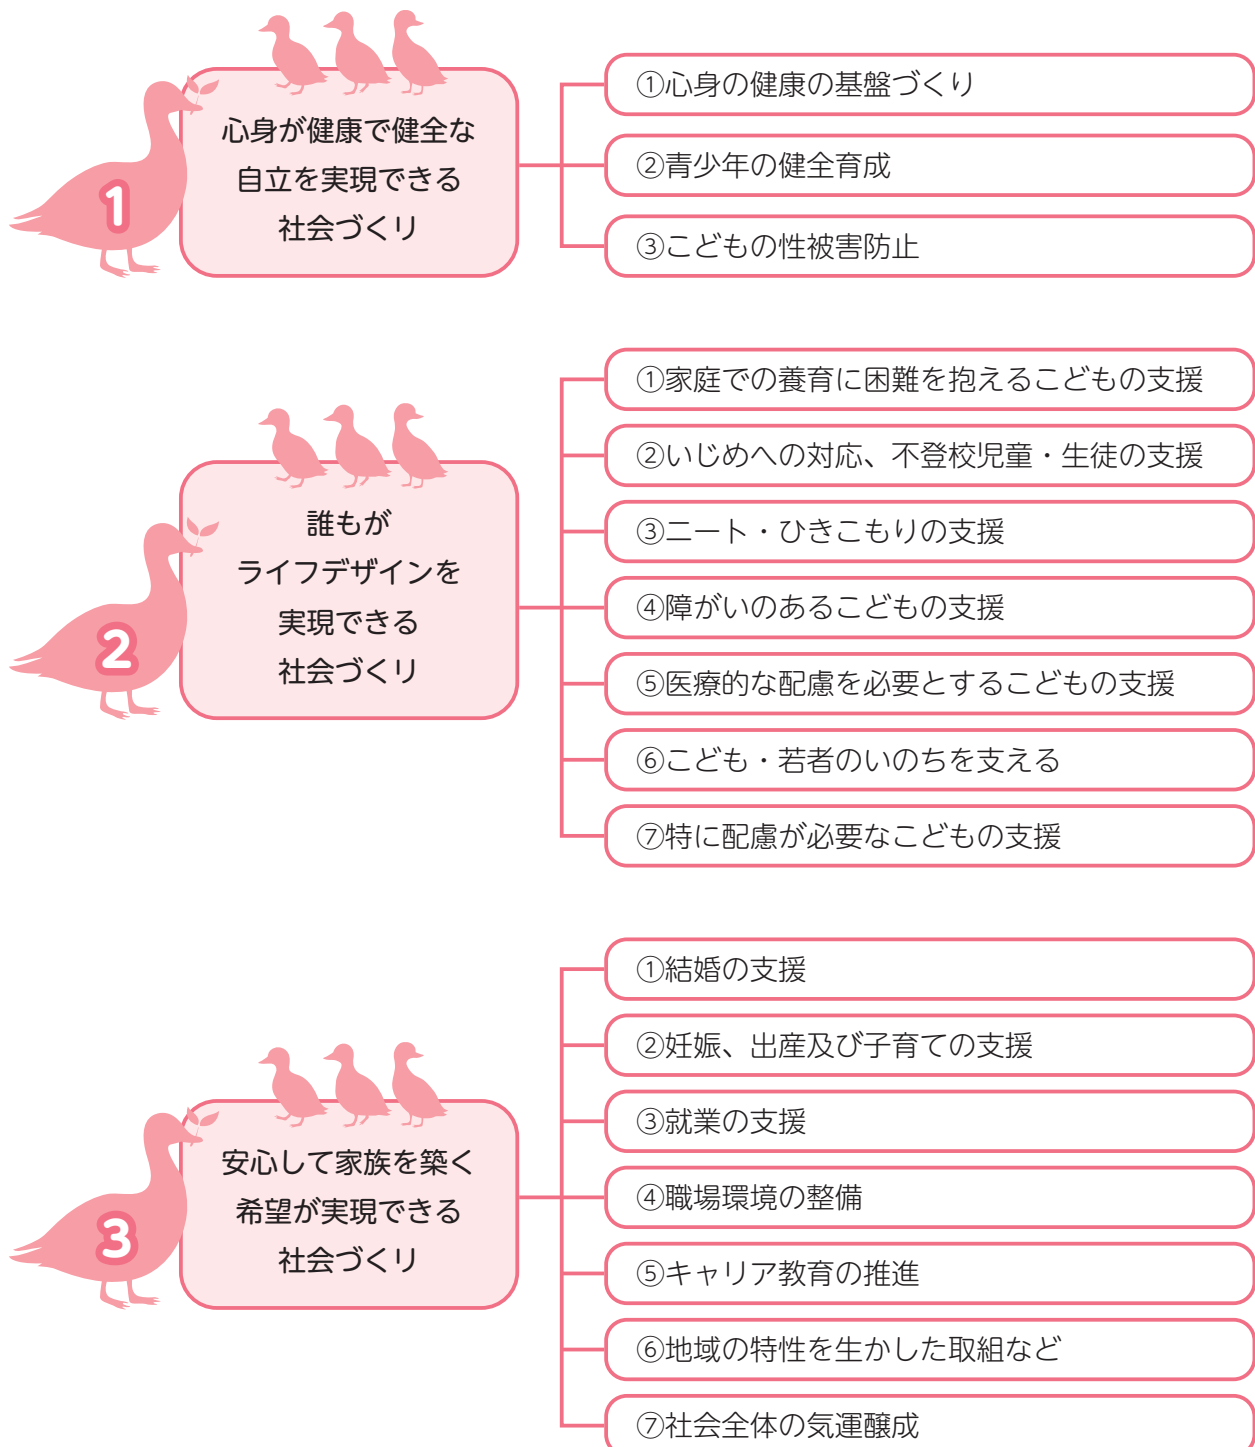 1
心身が健康で健全な
自立を実現できる
社会づくり
①心身の健康の基盤づくり
②青少年の健全育成
③こどもの性被害防止
2
誰もが
ライフデザインを
実現できる
社会づくり
①家庭での養育に困難を抱えるこどもの支援
②いじめへの対応、不登校児童・生徒の支援
③ニート・ひきこもりの支援
④障がいのあるこどもの支援
⑤医療的な配慮を必要とするこどもの支援
⑥こども・若者のいのちを支える
⑦特に配慮が必要なこどもの支援
3
安心して家族を築く
希望が実現できる
社会づくり
①結婚の支援
②妊娠、出産及び子育ての支援
③就業の支援
④職場環境の整備
⑤キャリア教育の推進
⑥地域の特性を生かした取組など
⑦社会全体の気運醸成